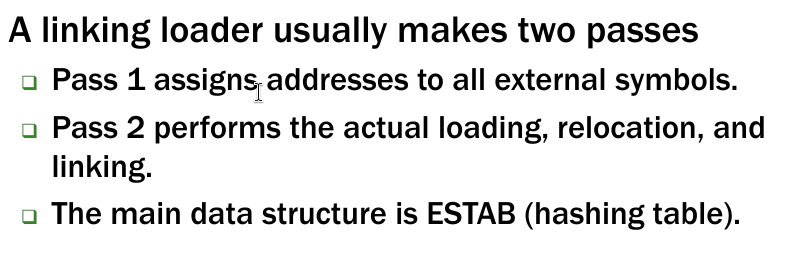 A linking loader usually makes two passes
Pass 1 assigns addresses to all external symbols.
Pass 2 performs the actual loading, relocation, and
linking.
The main data structure is ESTAB (hashing table).